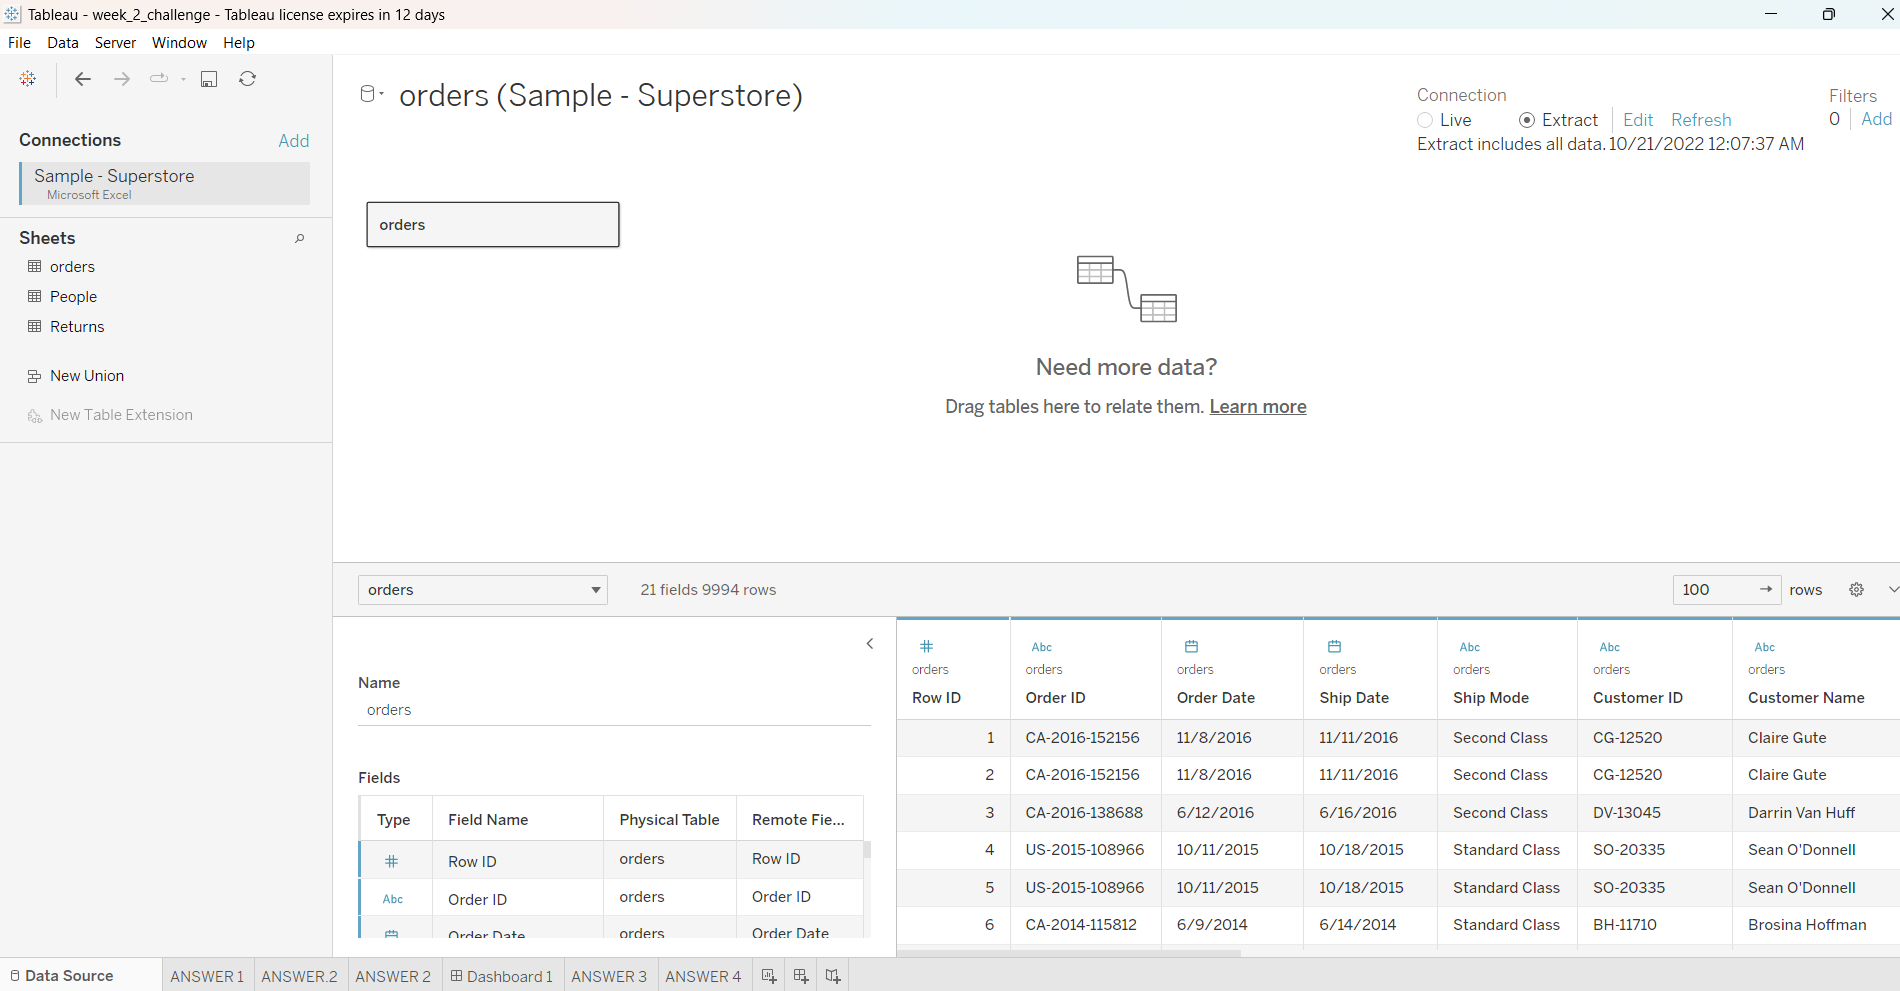 Tableau - week_2_challenge - Tableau license expires in 12 days
File Data Server Window Help
Connections Add
Sample - Superstore
Microsoft Excel
Sheets
orders
People
Returns
New Union
New Table Extension
orders (Sample - Superstore)
Connection
Live Extract Edit Refresh
Extract includes all data. 10/21/2022 12:07:37 AM
Filters
0 Add
orders
Need more data?
Drag tables here to relate them. Learn more
orders 21 fields 9994 rows 100 rows
Name
orders
Fields
Type Field Name Physical Table Remote Fie...
Row ID orders Row ID
Abc Order ID orders Order ID
Order Date orders Order Date
Abc Abc Abc Abc
orders orders orders orders orders orders orders
Row ID Order ID Order Date Ship Date Ship Mode Customer ID Customer Name
1 CA-2016-152156 11/8/2016 11/11/2016 Second Class CG-12520 Claire Gute
2 CA-2016-152156 11/8/2016 11/11/2016 Second Class CG-12520 Claire Gute
3 CA-2016-138688 6/12/2016 6/16/2016 Second Class DV-13045 Darrin Van Huff
4 US-2015-108966 10/11/2015 10/18/2015 Standard Class SO-20335 Sean O'Donnell
5 US-2015-108966 10/11/2015 10/18/2015 Standard Class SO-20335 Sean O'Donnell
6 CA-2014-115812 6/9/2014 6/14/2014 Standard Class BH-11710 Brosina Hoffman
Data Source ANSWER 1 ANSWER.2 ANSWER 2 Dashboard 1 ANSWER 3 ANSWER 4